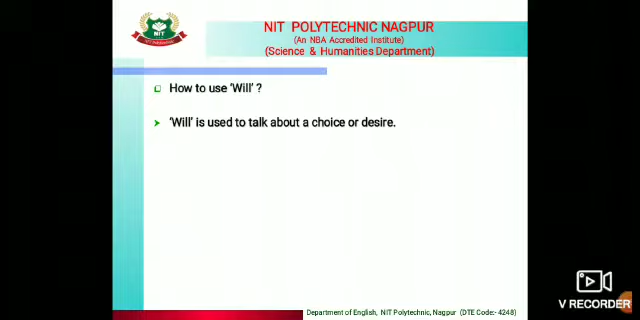 NIT POLYTECHNIC NAGPUR
(An NBA Accredited Institute)
(Science & Humanities Department)
NIT
How to use ‘Will’ ?
‘Will’ is used to talk about a choice or desire.
V RECORDER
Department of English, NIT Polytechnic, Nagpur (DTE Code:- 4248)